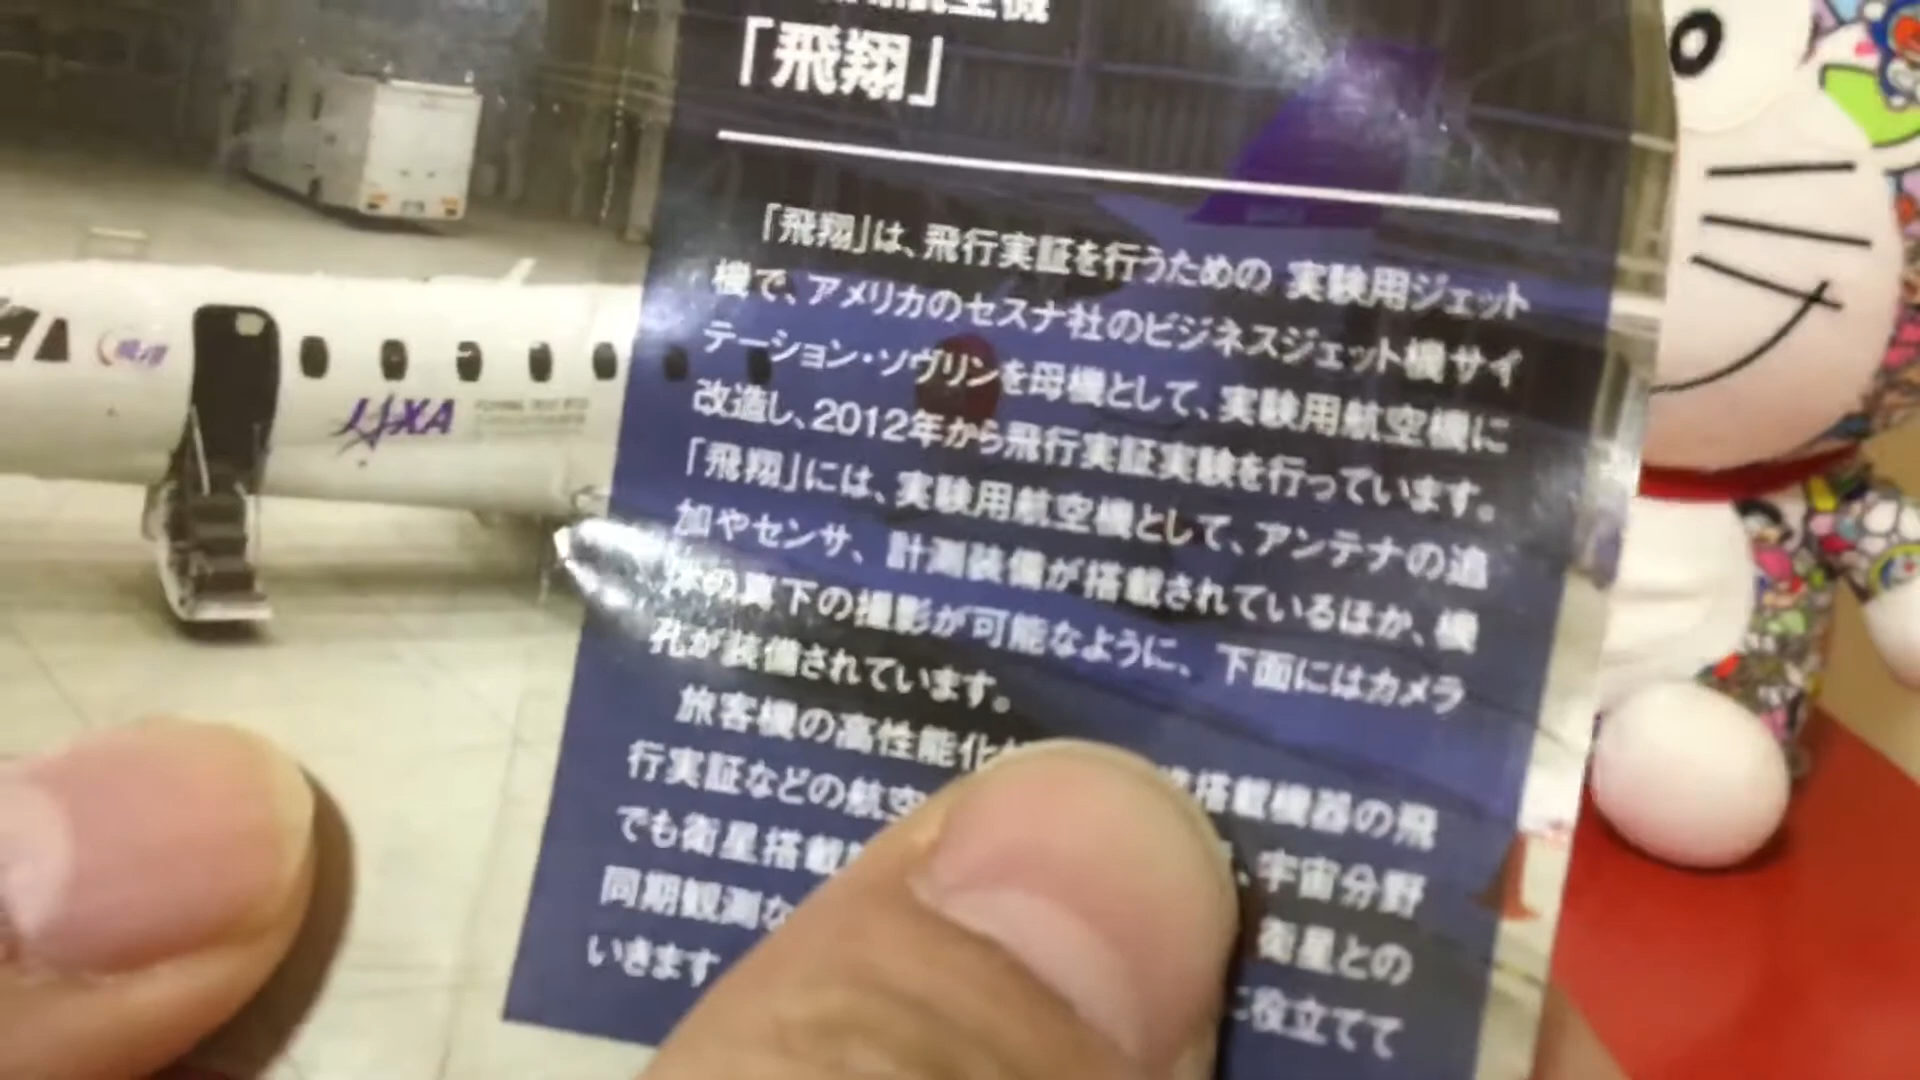 「飛翔」
「飛翔」は、飛行実証を行うための 実験用ジェット
機で、アメリカのセスナ社のビジネスジェット機サイ
テーション・ソヴリンを母機として、実験用航空機に
改造し、2012年から飛行実証実験を行っています。
「飛翔」には、実験用航空機として、アンテナの追
加やセンサ、計測装備が搭載されているほか、機
体の真下の撮影が可能なように、下面にはカメラ
孔が装備されています。
旅客機の高性能化 搭載機器の飛
行実証などの航空
でも衛星搭載 、宇宙分野
同期観測な 衛星との
いきます 役立てて
JAXA